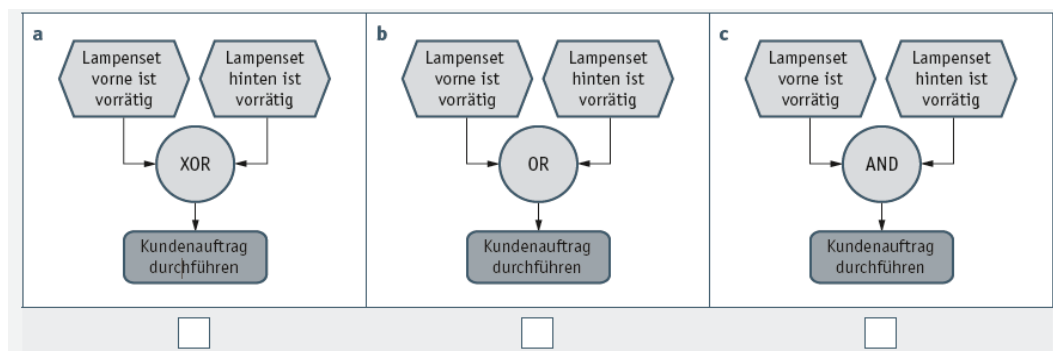 a
Lampenset
vorne ist
vorrätig
Lampenset
hinten ist
vorrätig
XOR
Kundenauftrag
durchführen
b
Lampenset
vorne ist
vorrätig
Lampenset
hinten ist
vorrätig
OR
Kundenauftrag
durchführen
c
Lampenset
vorne ist
vorrätig
Lampenset
hinten ist
vorrätig
AND
Kundenauftrag
durchführen